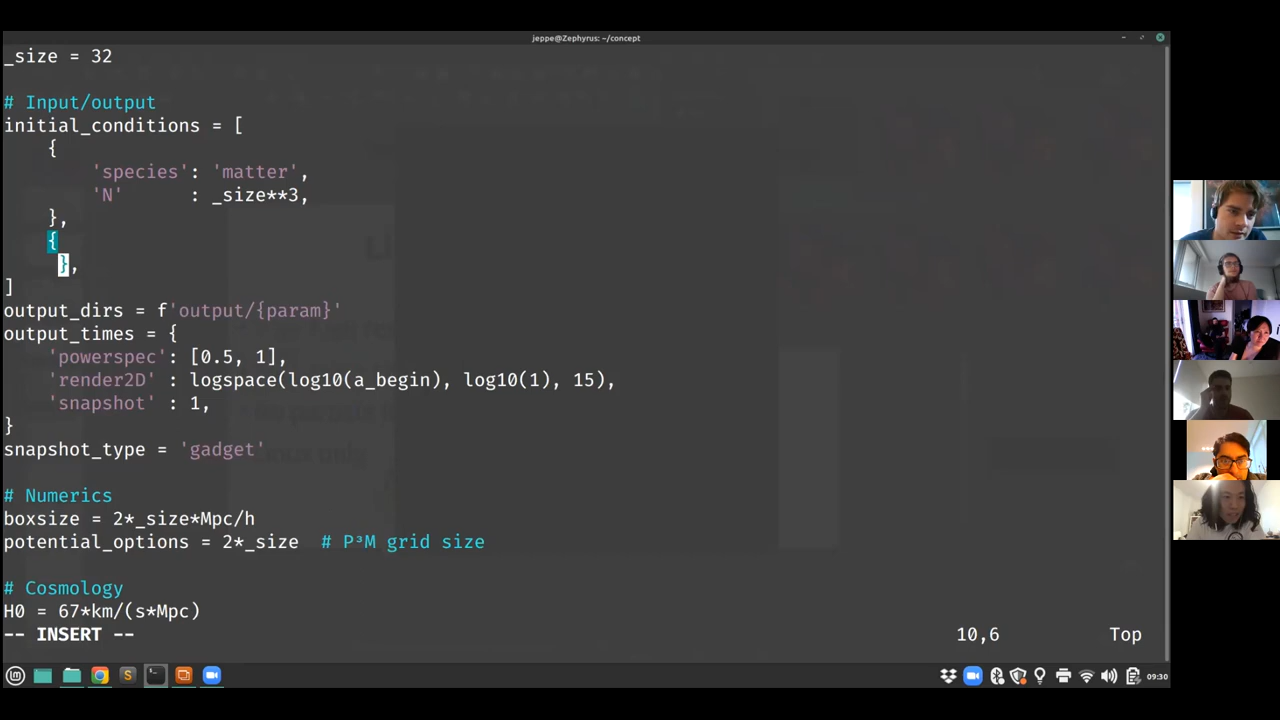 jeppe@Zephyrus: ~/concept
_size = 32
# Input/output
initial_conditions = [
    {
        'species': 'matter',
        'N'      : _size**3,
    },
    {
     },
]
output_dirs = f'output/{param}'
output_times = {
    'powerspec': [0.5, 1],
    'render2D' : logspace(log10(a_begin), log10(1), 15),
    'snapshot' : 1,
}
snapshot_type = 'gadget'
# Numerics
boxsize = 2*_size*Mpc/h
potential_options = 2*_size  # P³M grid size
# Cosmology
H0 = 67*km/(s*Mpc)
-- INSERT --
10,6
Top
09:30